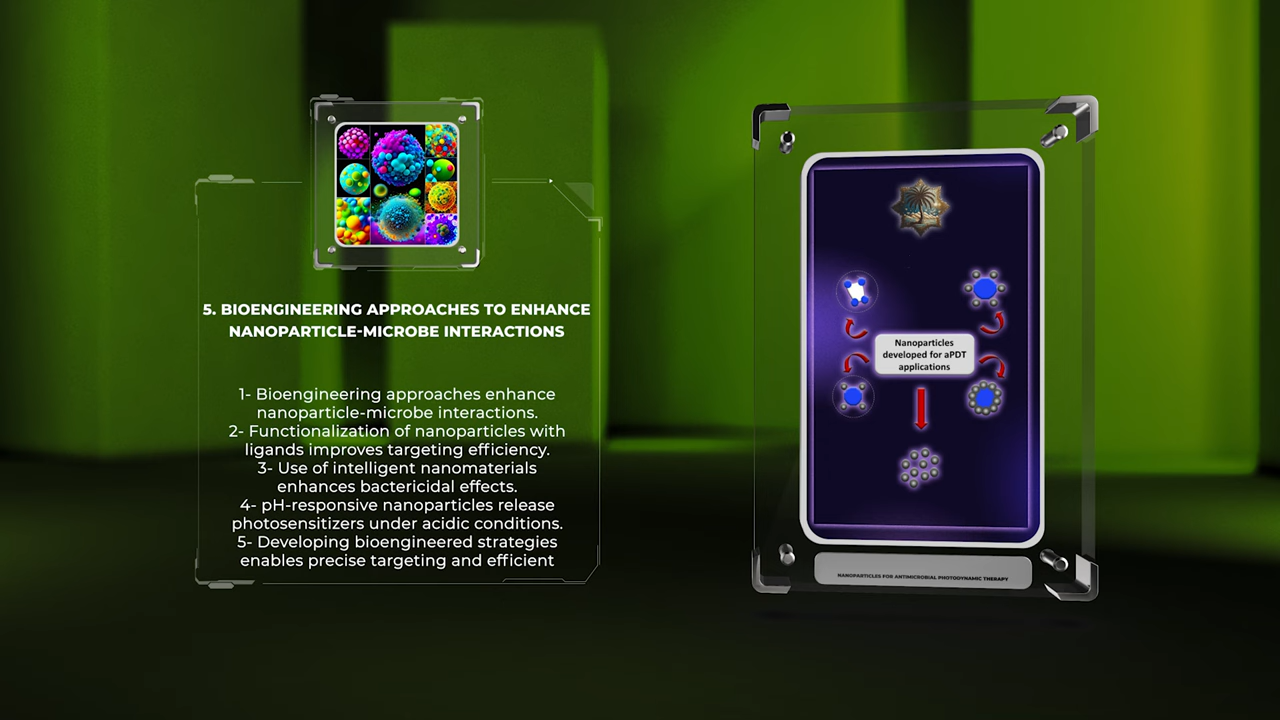 5. BIOENGINEERING APPROACHES TO ENHANCE
NANOPARTICLE-MICROBE INTERACTIONS
1- Bioengineering approaches enhance
nanoparticle-microbe interactions.
2- Functionalization of nanoparticles with
ligands improves targeting efficiency.
3- Use of intelligent nanomaterials
enhances bactericidal effects.
4- pH-responsive nanoparticles release
photosensitizers under acidic conditions.
5- Developing bioengineered strategies
enables precise targeting and efficient
Nanoparticles
developed for aPDT
applications
NANOPARTICLES FOR ANTIMICROBIAL PHOTODYNAMIC THERAPY